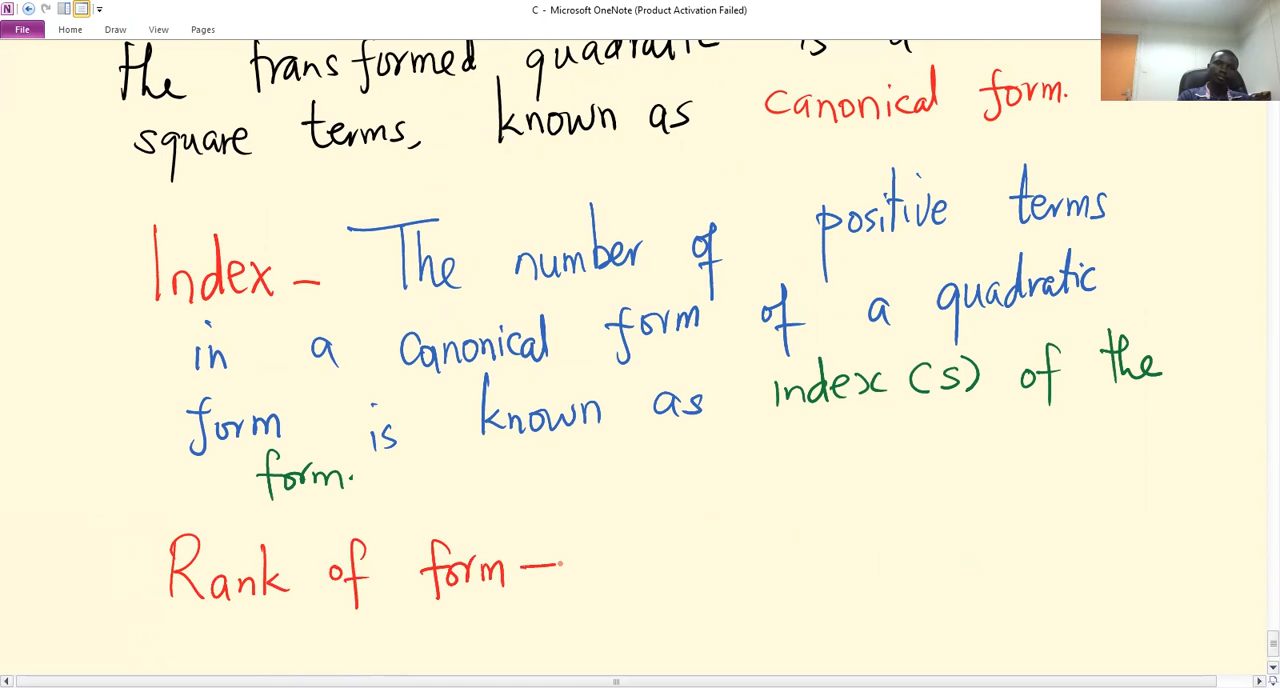 C - Microsoft OneNote (Product Activation Failed)
File Home Draw View Pages
the transformed quadratic is a
square terms, known as canonical form.
Index - The number of positive terms
in a canonical form of a quadratic
form is known as index (s) of the
form.
Rank of form -